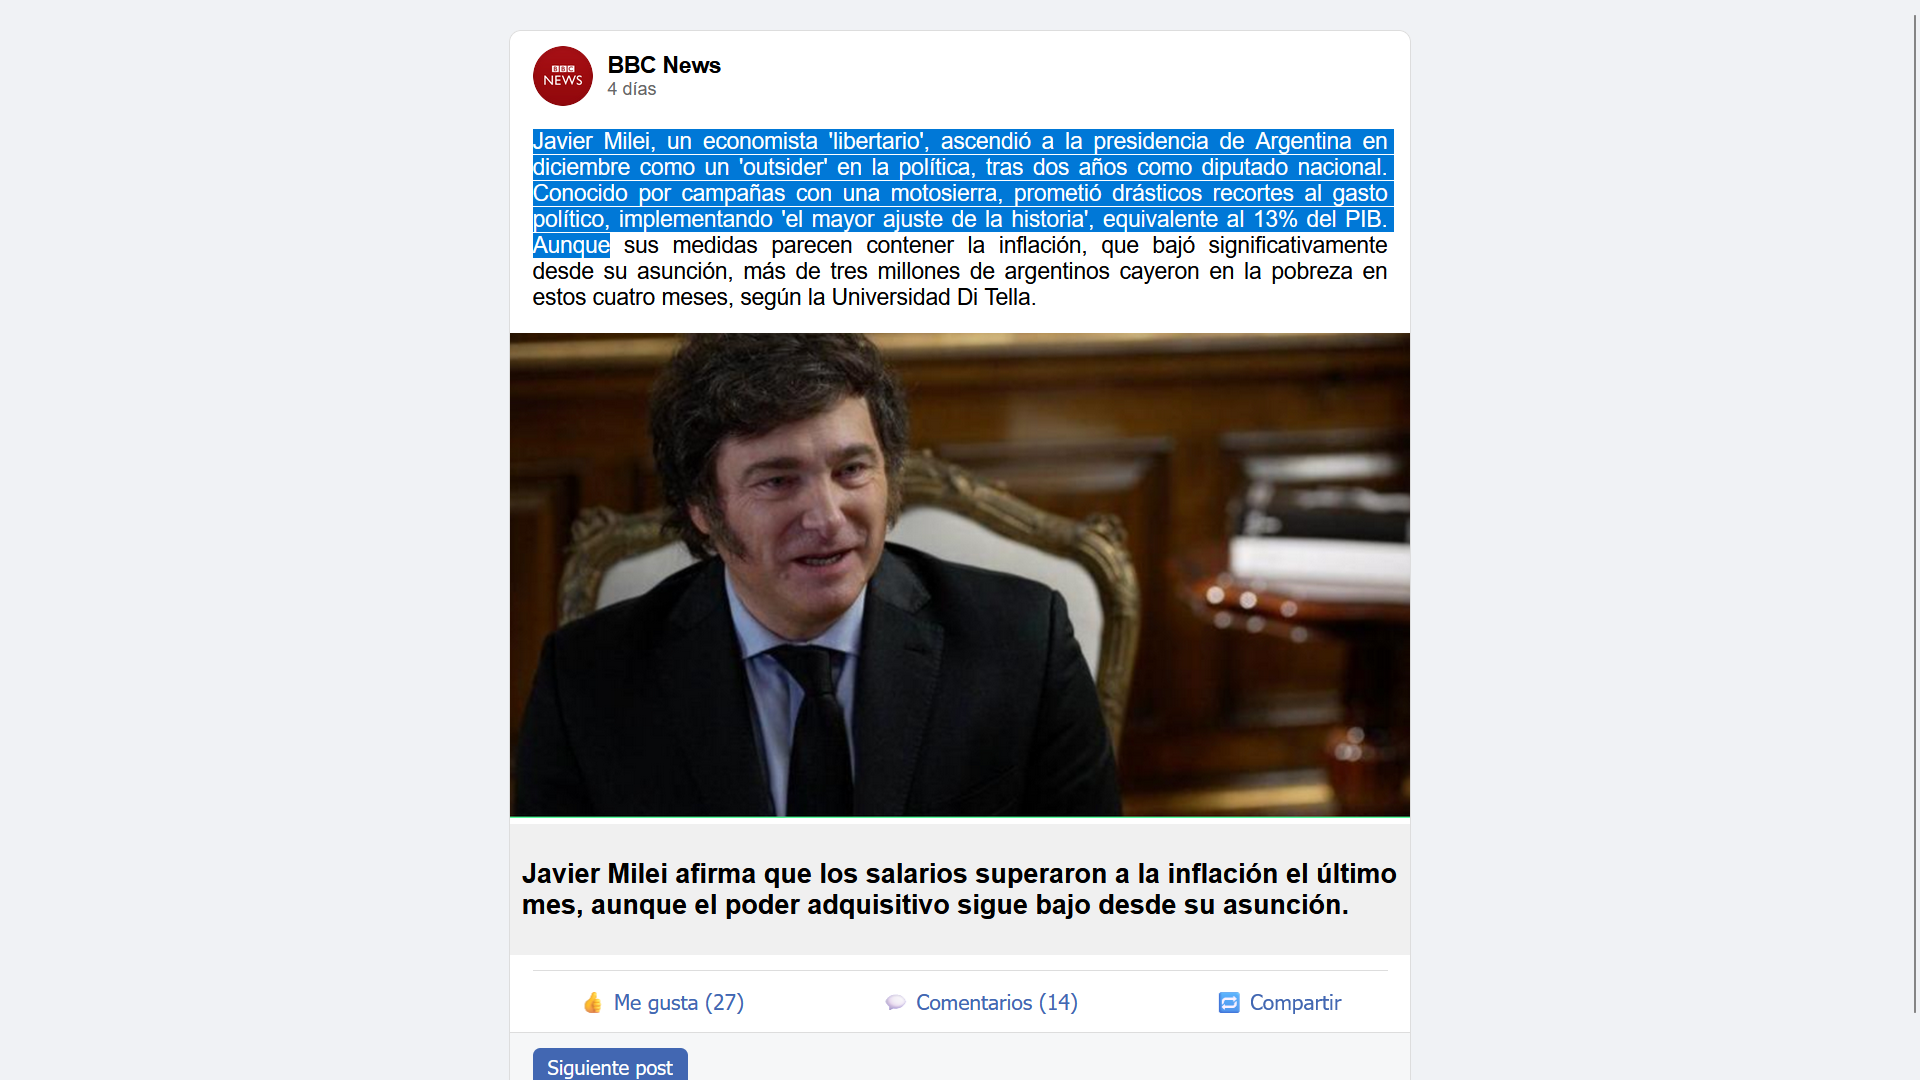 BBC
NEWS
BBC News
4 días
Javier Milei, un economista 'libertario', ascendió a la presidencia de Argentina en
diciembre como un 'outsider' en la política, tras dos años como diputado nacional.
Conocido por campañas con una motosierra, prometió drásticos recortes al gasto
político, implementando 'el mayor ajuste de la historia', equivalente al 13% del PIB.
Aunque sus medidas parecen contener la inflación, que bajó significativamente
desde su asunción, más de tres millones de argentinos cayeron en la pobreza en
estos cuatro meses, según la Universidad Di Tella.
Javier Milei afirma que los salarios superaron a la inflación el último
mes, aunque el poder adquisitivo sigue bajo desde su asunción.
Me gusta (27) Comentarios (14) Compartir
Siguiente post